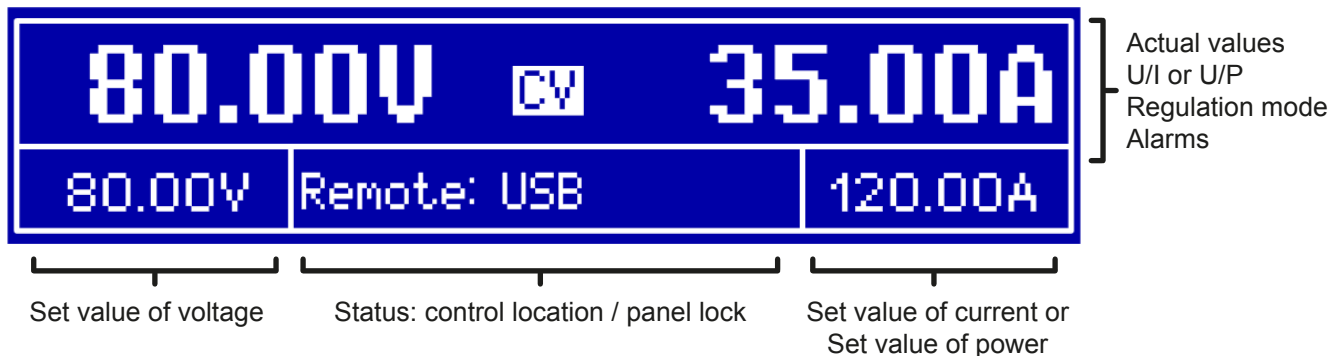 80.00V CV 35.00A
80.00V Remote: USB 120.00A
Actual values
U/I or U/P
Regulation mode
Alarms
Set value of voltage
Status: control location / panel lock
Set value of current or
Set value of power